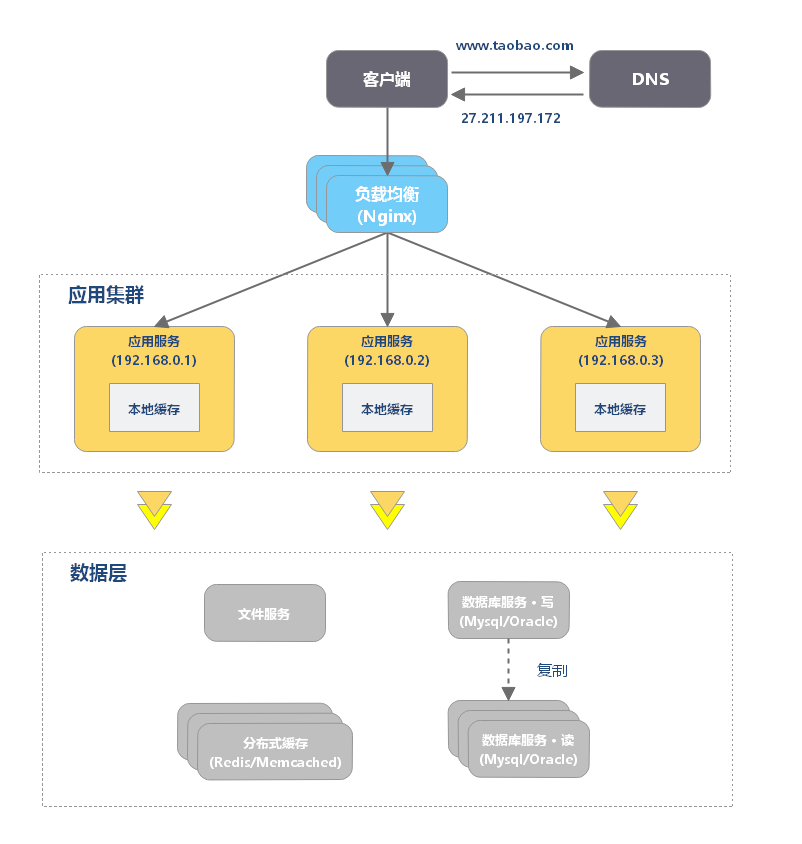 www.taobao.com
客户端
DNS
27.211.197.172
负载均衡
(Nginx)
应用集群
应用服务
(192.168.0.1)
本地缓存
应用服务
(192.168.0.2)
本地缓存
应用服务
(192.168.0.3)
本地缓存
数据层
文件服务
数据库服务·写
(Mysql/Oracle)
复制
分布式缓存
(Redis/Memcached)
数据库服务·读
(Mysql/Oracle)